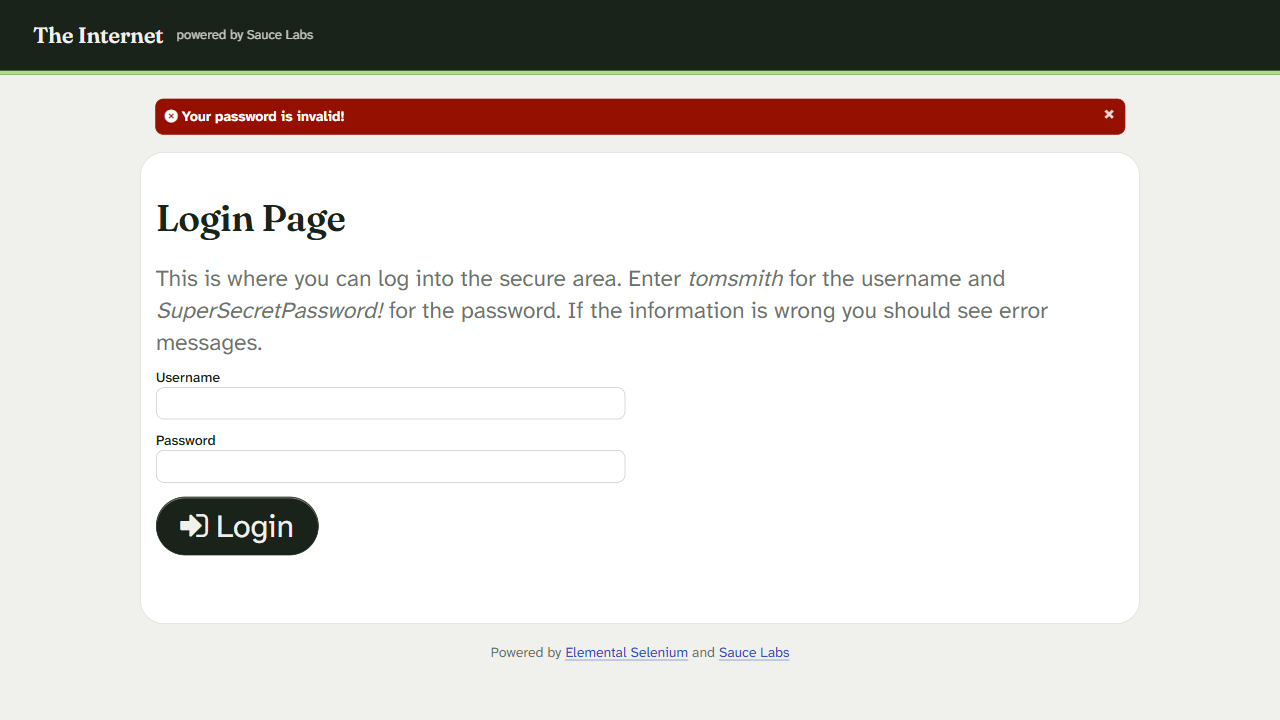 The Internet powered by Sauce Labs
Your password is invalid!
Login Page
This is where you can log into the secure area. Enter tomsmith for the username and
SuperSecretPassword! for the password. If the information is wrong you should see error
messages.
Username
Password
Login
Powered by Elemental Selenium and Sauce Labs